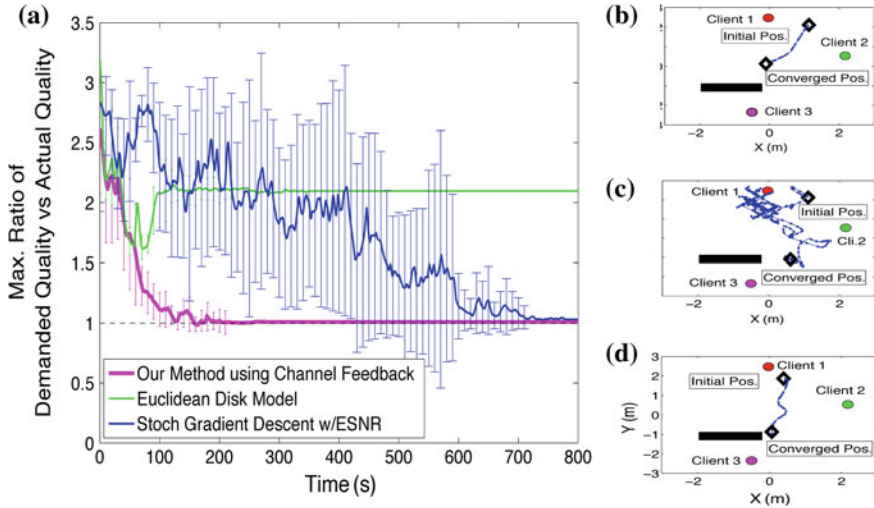 (a)
3.5
3
2.5
2
1.5
1
0.5
0
Max. Ratio of
Demanded Quality vs Actual Quality
Our Method using Channel Feedback
Euclidean Disk Model
Stoch Gradient Descent w/ESNR
0 100 200 300 400 500 600 700 800
Time (s)
(b)
Client 1
Initial Pos.
Client 2
Converged Pos.
Client 3
−2 0 2
X (m)
(c)
Client 1
Initial Pos.
Cli.2
Client 3
Converged Pos.
−2 0 2
X (m)
(d)
3
2
1
0
−1
−2
−3
Y (m)
Client 1
Initial Pos.
Client 2
Converged Pos.
Client 3
−2 0 2
X (m)